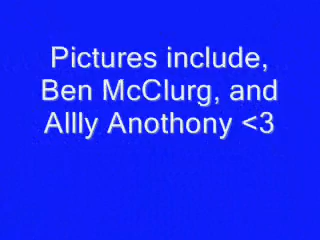 Pictures include,
Ben McClurg, and
Allly Anothony <3